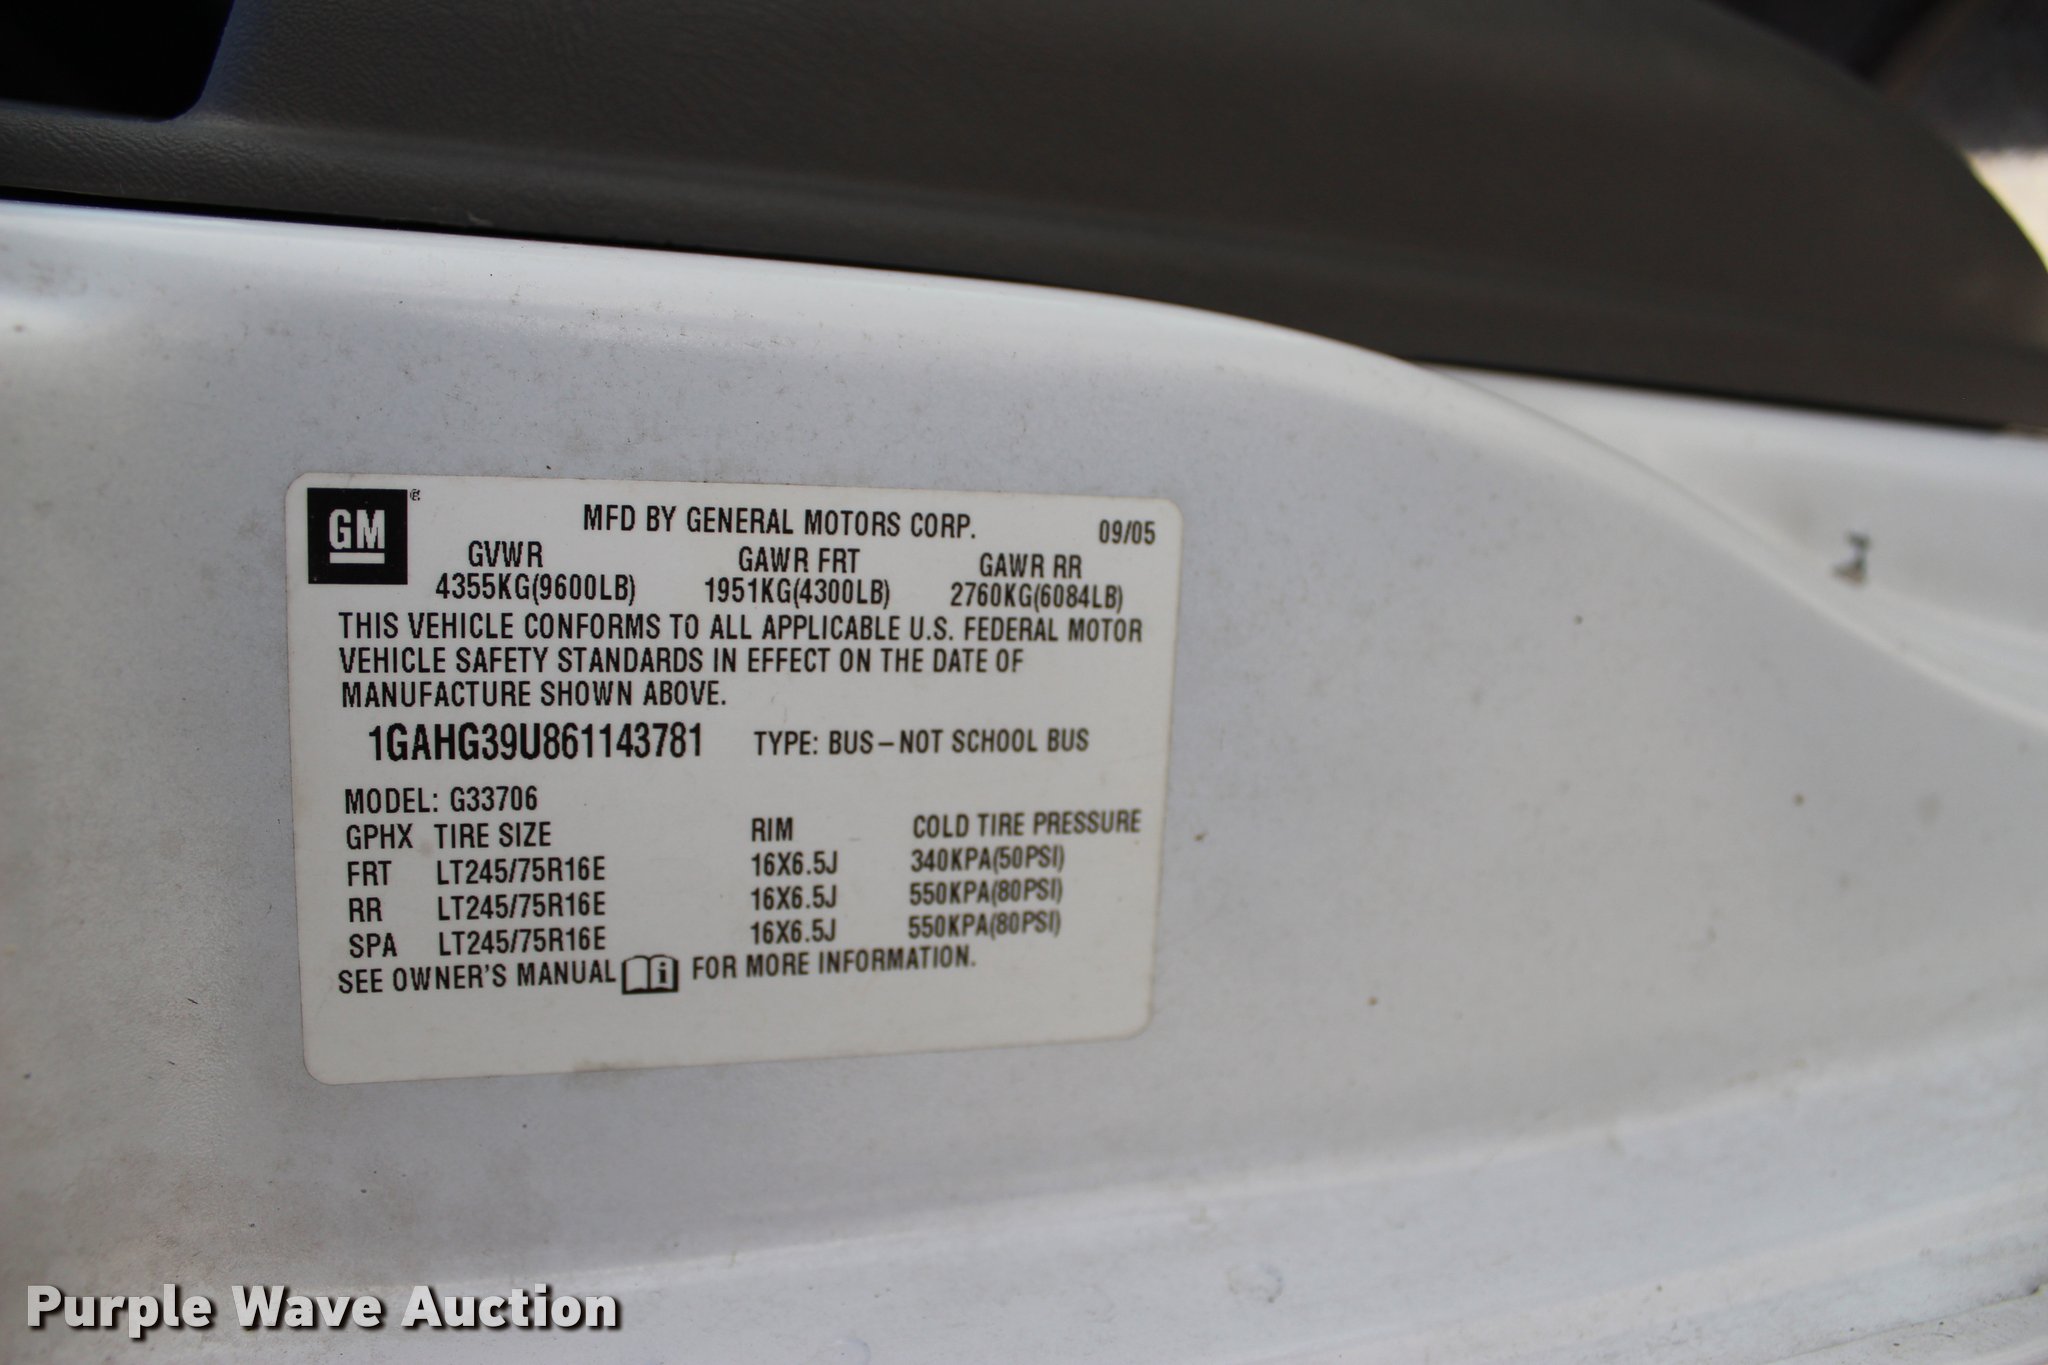 GM®
MFD BY GENERAL MOTORS CORP. 09/05
GVWR GAWR FRT GAWR RR
4355KG(9600LB) 1951KG(4300LB) 2760KG(6084LB)
THIS VEHICLE CONFORMS TO ALL APPLICABLE U.S. FEDERAL MOTOR
VEHICLE SAFETY STANDARDS IN EFFECT ON THE DATE OF
MANUFACTURE SHOWN ABOVE.
1GAHG39U861143781 TYPE: BUS – NOT SCHOOL BUS
MODEL: G33706
GPHX TIRE SIZE RIM COLD TIRE PRESSURE
FRT LT245/75R16E 16X6.5J 340KPA(50PSI)
RR LT245/75R16E 16X6.5J 550KPA(80PSI)
SPA LT245/75R16E 16X6.5J 550KPA(80PSI)
SEE OWNER'S MANUAL i FOR MORE INFORMATION.
Purple Wave Auction